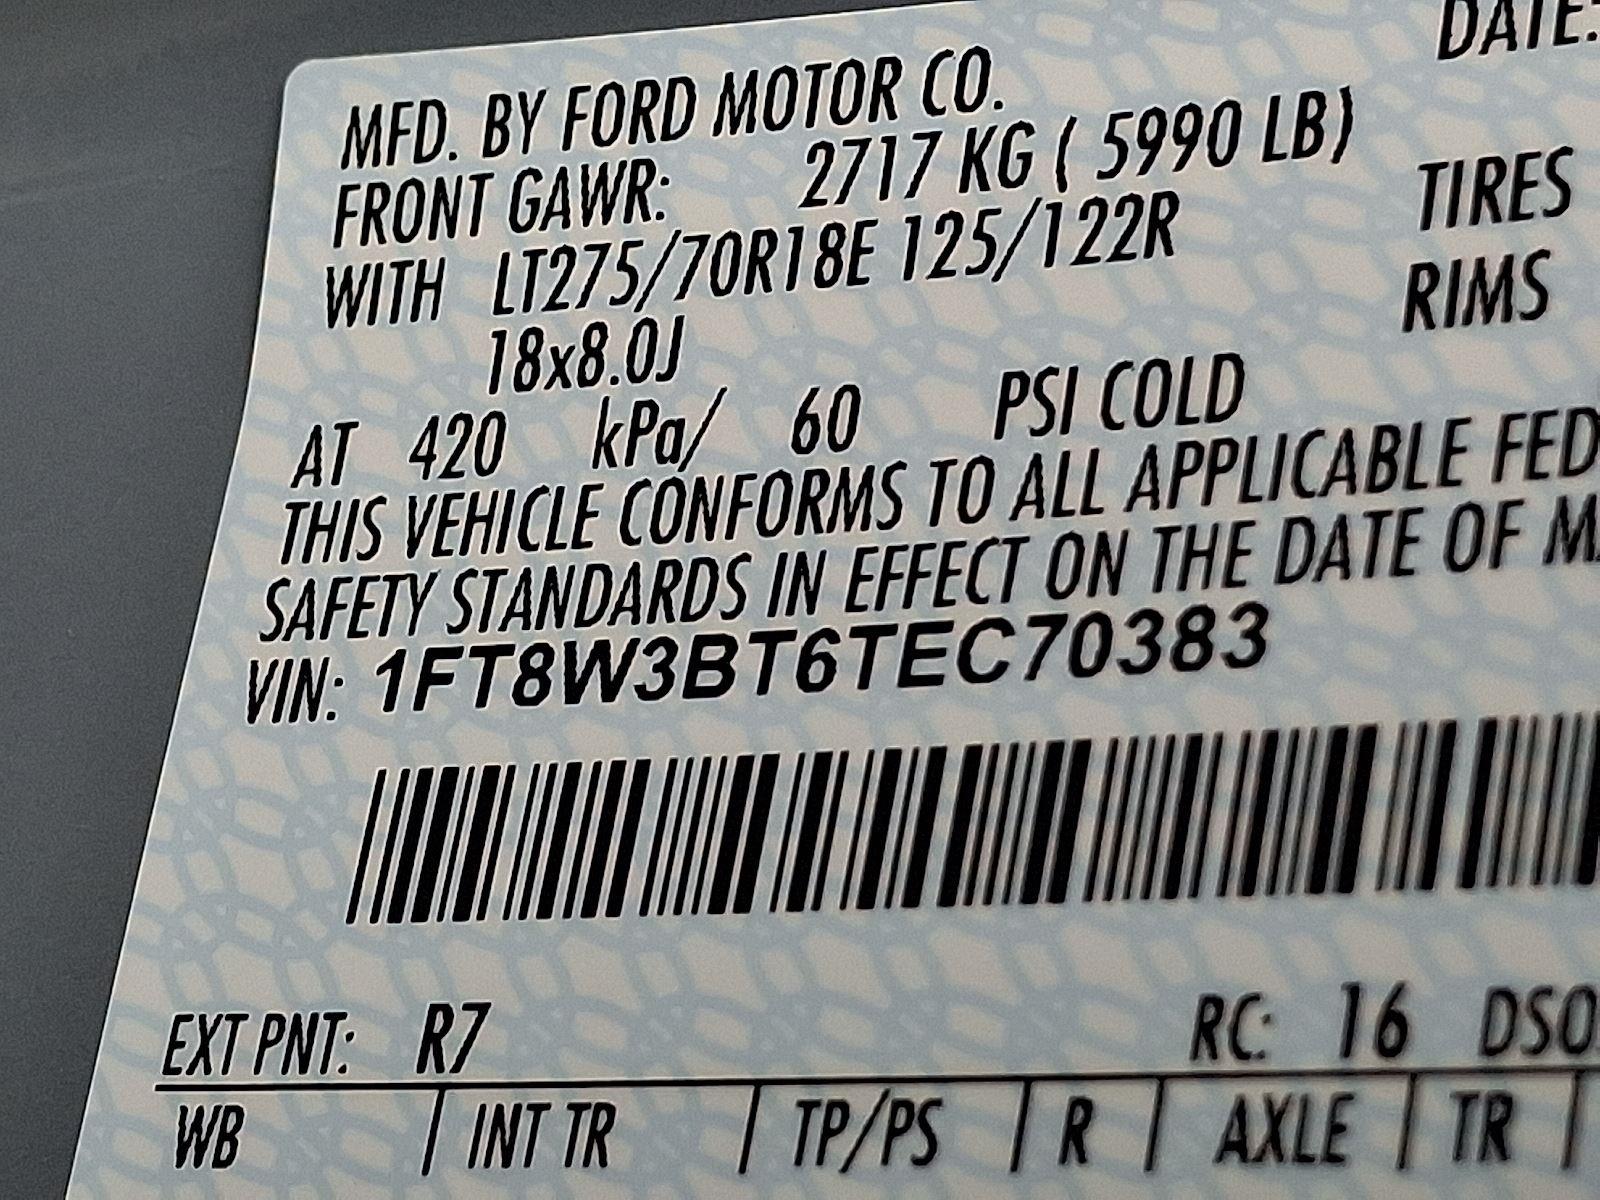 DATE:
MFD. BY FORD MOTOR CO.
FRONT GAWR: 2717 KG ( 5990 LB)
WITH LT275/70R18E 125/122R TIRES
18x8.0J RIMS
AT 420 kPa/ 60 PSI COLD
THIS VEHICLE CONFORMS TO ALL APPLICABLE FED
SAFETY STANDARDS IN EFFECT ON THE DATE OF MA
VIN: 1FT8W3BT6TEC70383
EXT PNT: R7 RC: 16 DSO
WB | INT TR | TP/PS | R | AXLE | TR |